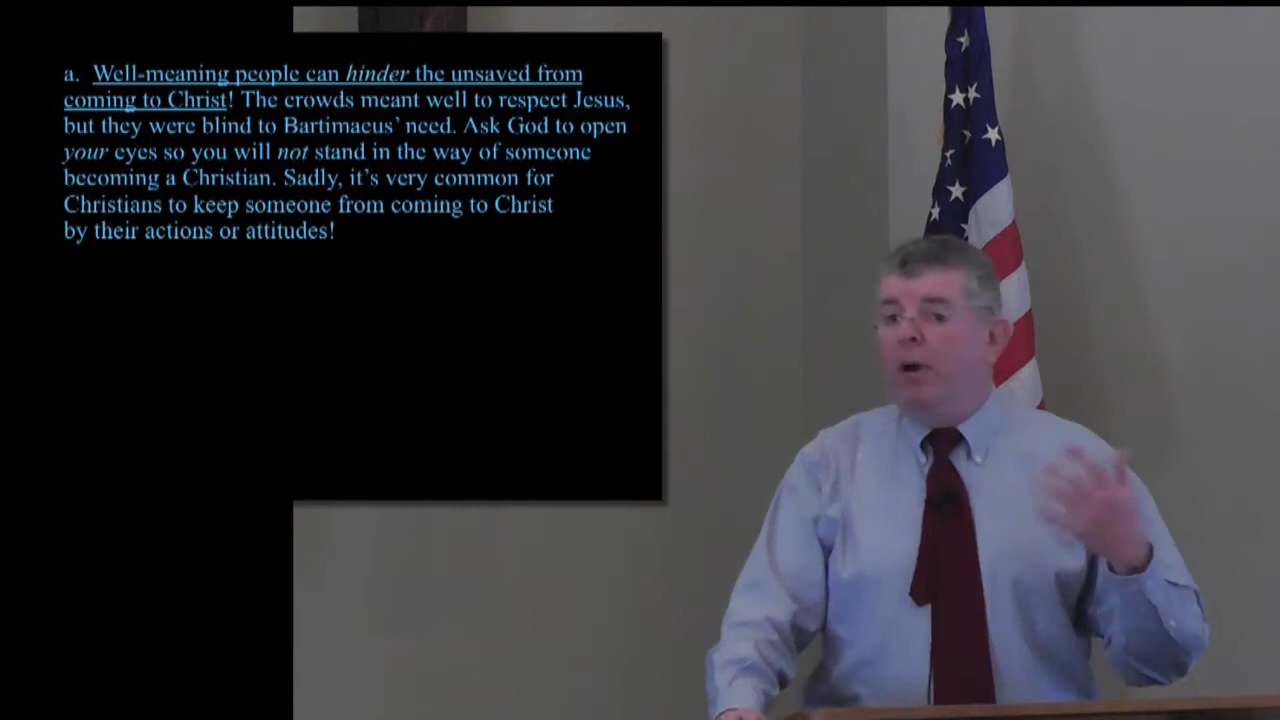 a. Well-meaning people can hinder the unsaved from
coming to Christ! The crowds meant well to respect Jesus,
but they were blind to Bartimaeus’ need. Ask God to open
your eyes so you will not stand in the way of someone
becoming a Christian. Sadly, it’s very common for
Christians to keep someone from coming to Christ
by their actions or attitudes!